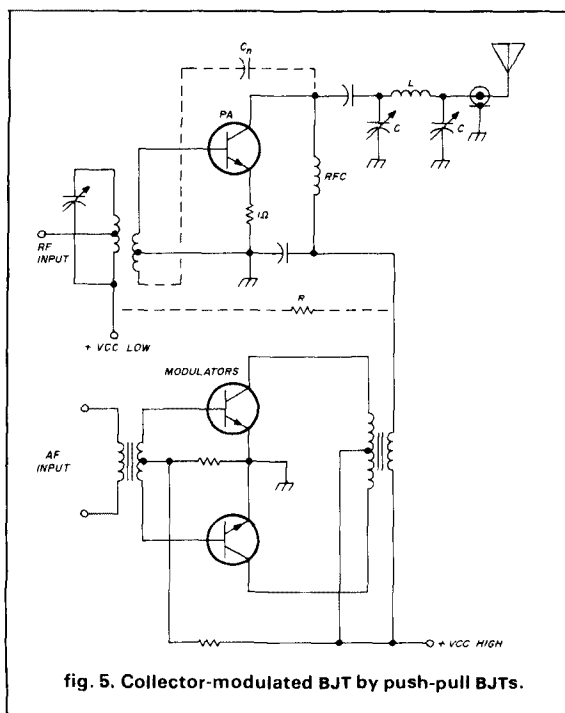 Cn
PA
L
C
C
RFC
1Ω
RF
INPUT
R
+ VCC LOW
MODULATORS
AF
INPUT
+ VCC HIGH
fig. 5. Collector-modulated BJT by push-pull BJTs.